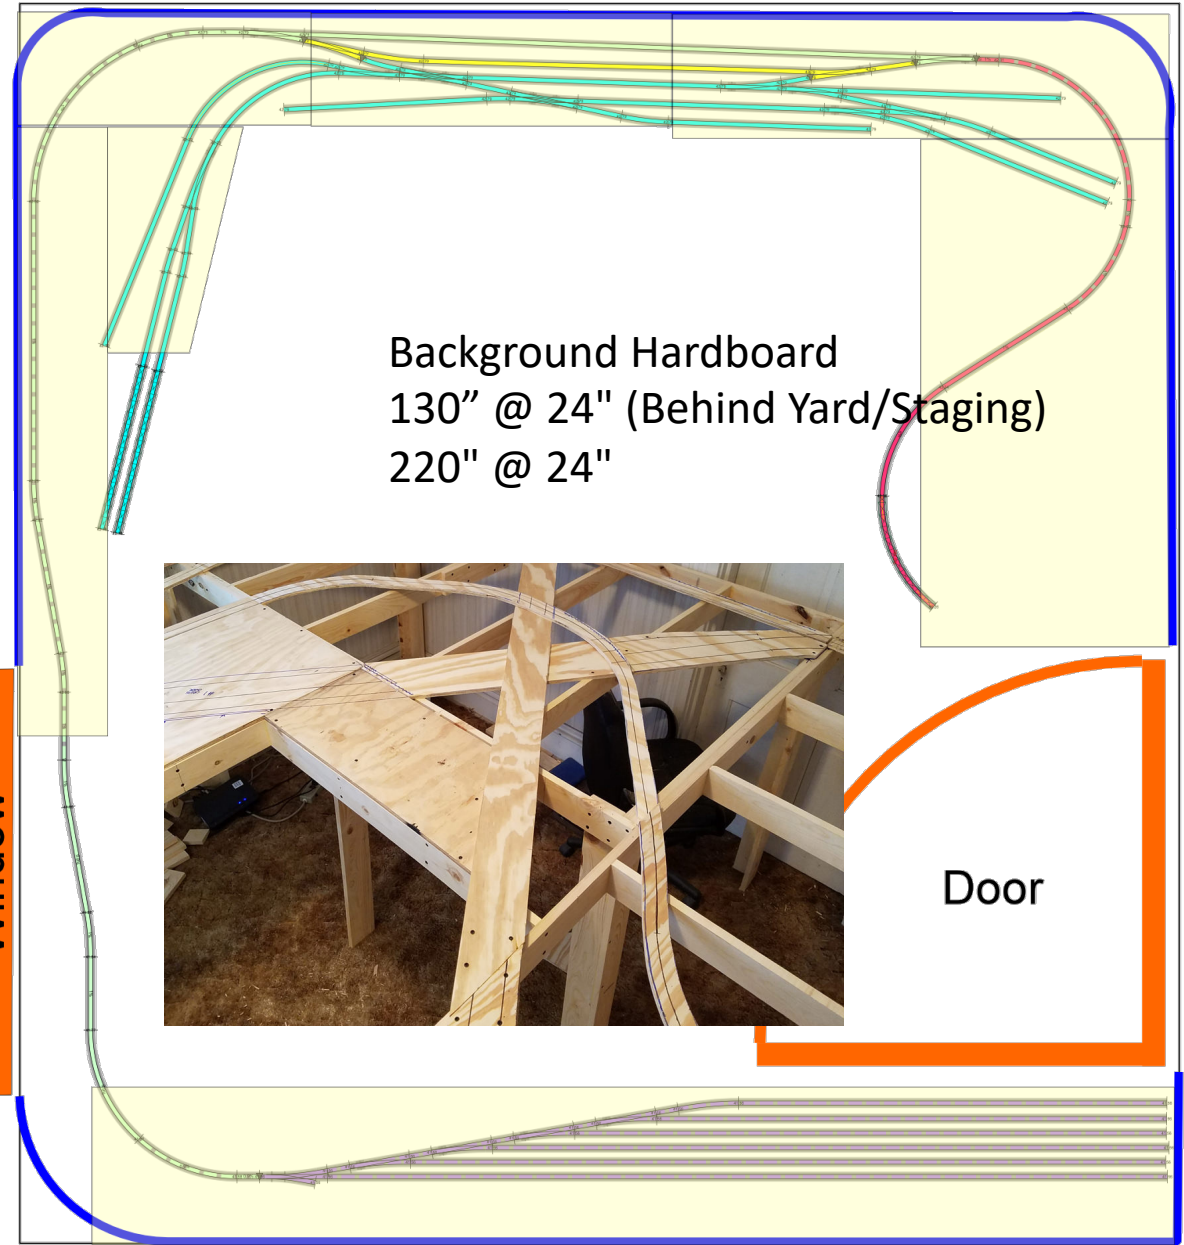 Background Hardboard
130” @ 24" (Behind Yard/Staging)
220" @ 24"
Door